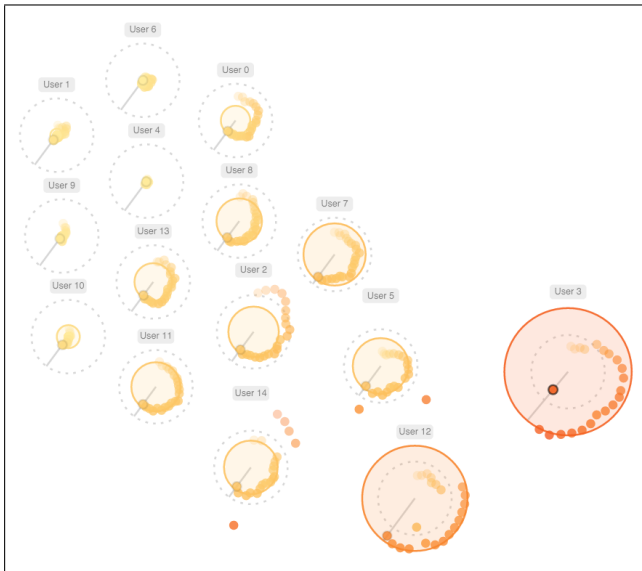 User 6
User 0
User 1
User 4
User 8
User 9
User 7
User 13
User 2
User 10
User 5
User 3
User 11
User 14
User 12